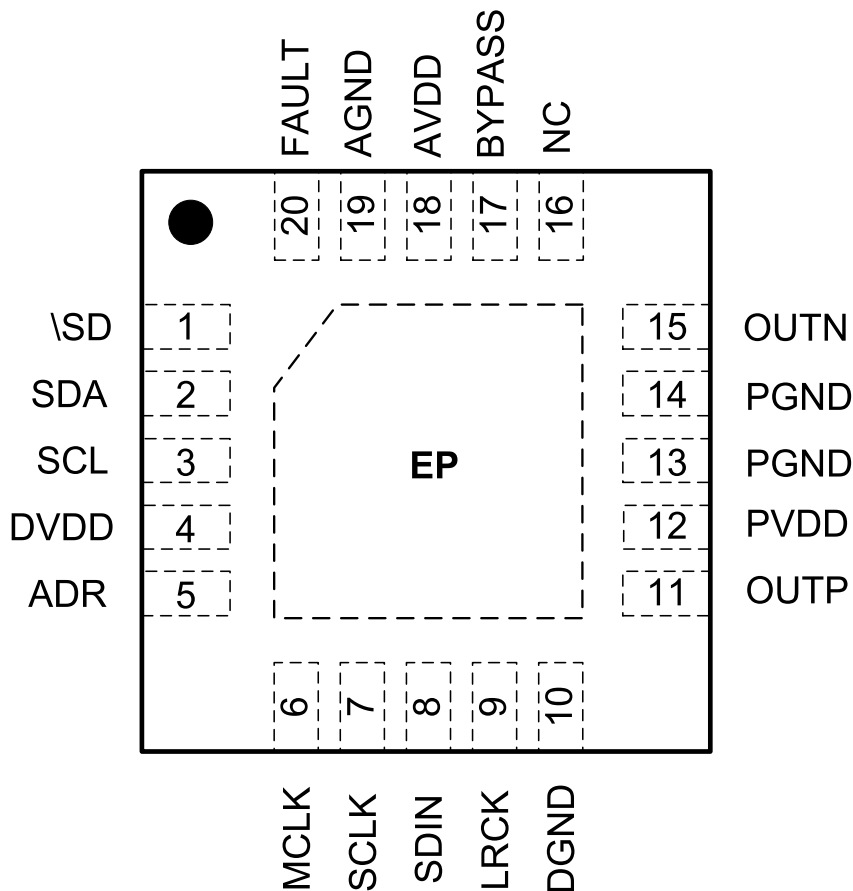 FAULT
AGND
AVDD
BYPASS
NC
20
19
18
17
16
\SD 1
15 OUTN
SDA 2
14 PGND
SCL 3
EP
13 PGND
DVDD 4
12 PVDD
ADR 5
11 OUTP
6
7
8
9
10
MCLK
SCLK
SDIN
LRCK
DGND